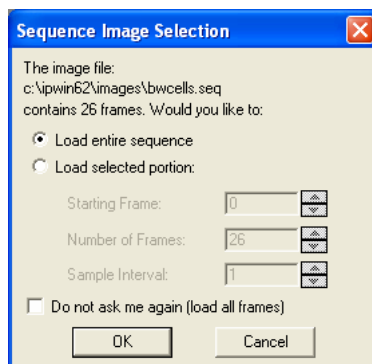 Sequence Image Selection
The image file:
c:\ipwin62\images\bwcells.seq
contains 26 frames. Would you like to:
Load entire sequence
Load selected portion:
Starting Frame: 0
Number of Frames: 26
Sample Interval: 1
Do not ask me again (load all frames)
OK Cancel